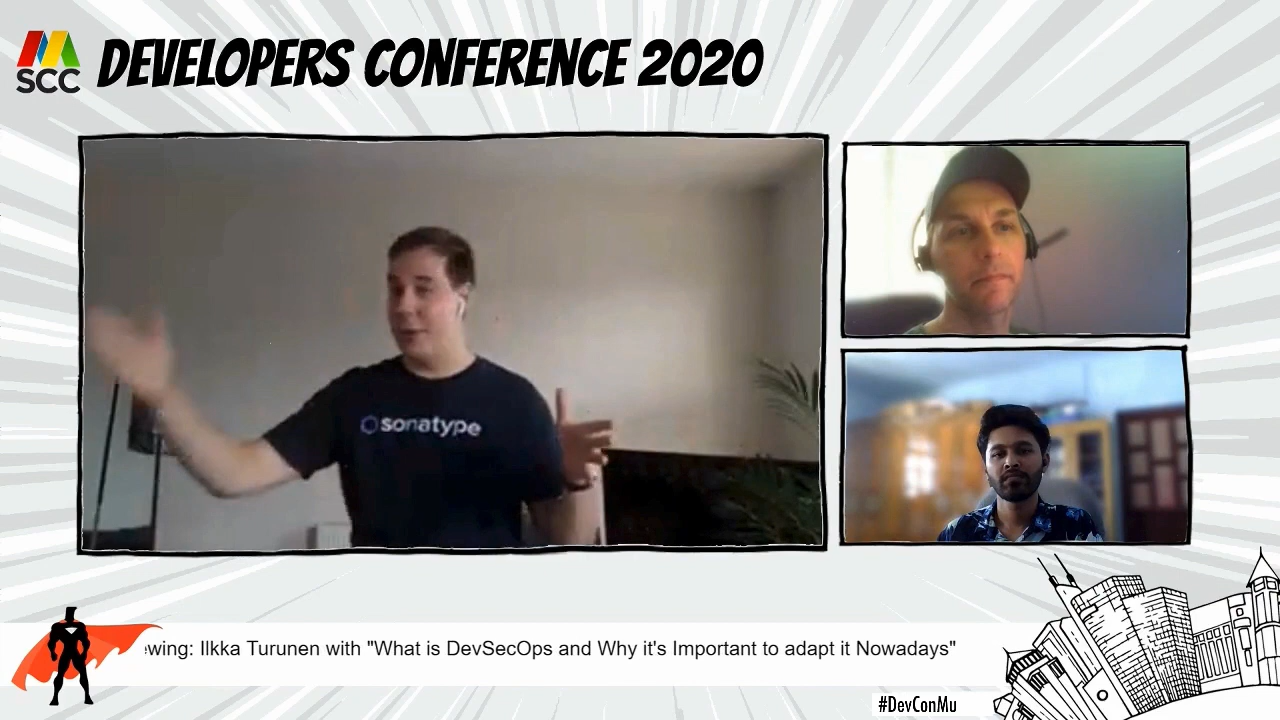 SCC
DEVELOPERS CONFERENCE 2020
sonatype
ewing: Ilkka Turunen with "What is DevSecOps and Why it's Important to adapt it Nowadays"
#DevConMu